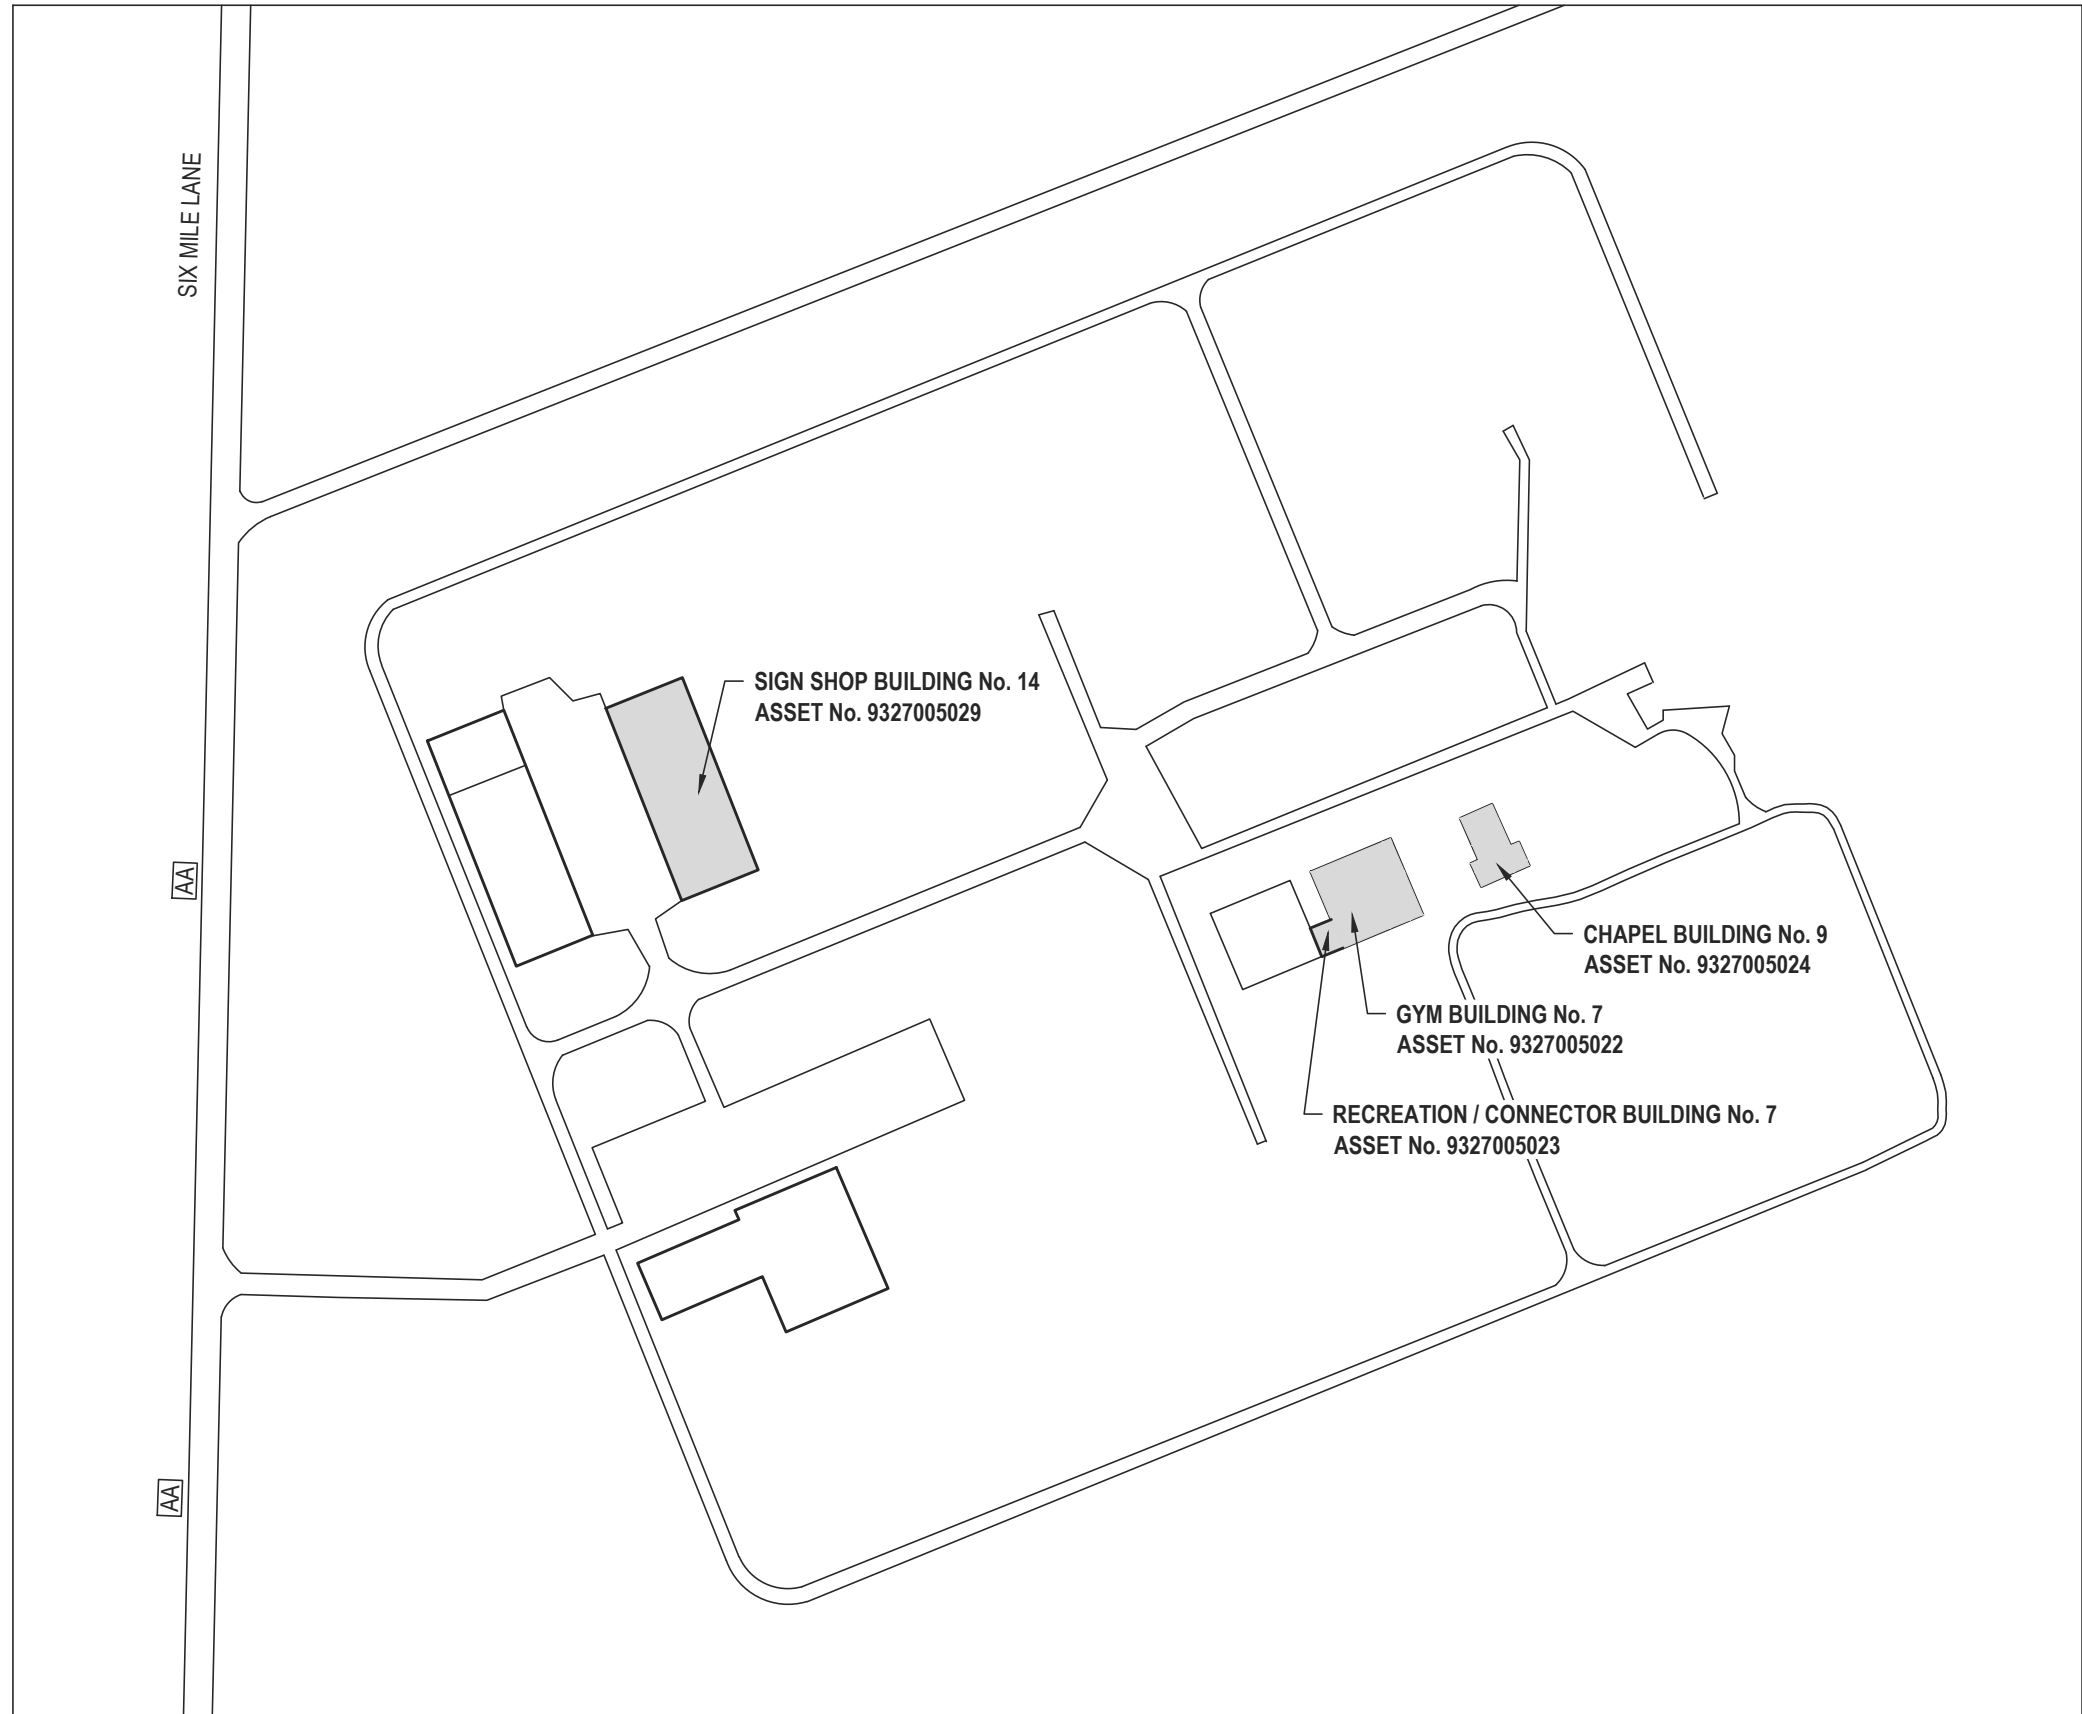 SIX MILE LANE
SIGN SHOP BUILDING No. 14
ASSET No. 9327005029
AA
CHAPEL BUILDING No. 9
ASSET No. 9327005024
GYM BUILDING No. 7
ASSET No. 9327005022
RECREATION / CONNECTOR BUILDING No. 7
ASSET No. 9327005023
AA